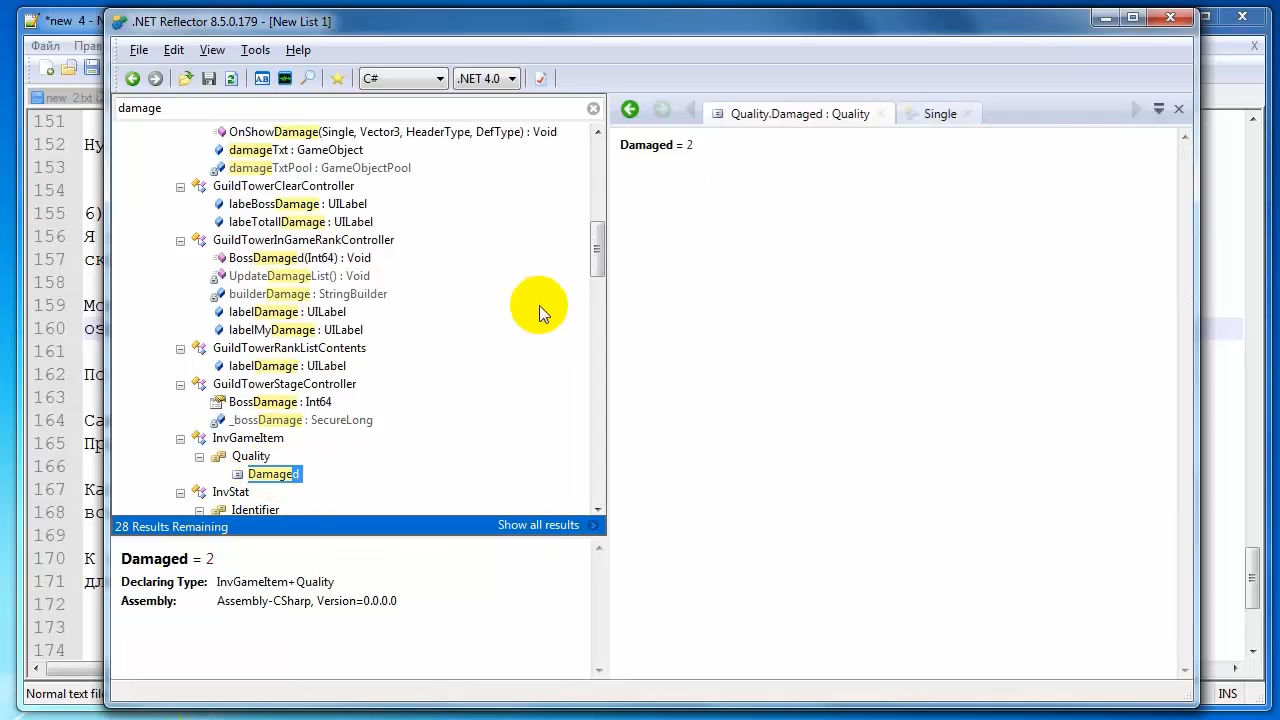 *new 4 - N
.NET Reflector 8.5.0.179 - [New List 1]
Файл
File Edit View Tools Help
X
C#
.NET 4.0
new 2.txt
damage
Quality.Damaged : Quality
Single
Damaged = 2
OnShowDamage(Single, Vector3, HeaderType, DefType) : Void
damageTxt : GameObject
damageTxtPool : GameObjectPool
GuildTowerClearController
labeBossDamage : UILabel
labeTotallDamage : UILabel
GuildTowerInGameRankController
BossDamaged(Int64) : Void
UpdateDamageList() : Void
builderDamage : StringBuilder
labelDamage : UILabel
labelMyDamage : UILabel
GuildTowerRankListContents
labelDamage : UILabel
GuildTowerStageController
BossDamage : Int64
_bossDamage : SecureLong
InvGameItem
Quality
Damaged
InvStat
Identifier
28 Results Remaining
Show all results
Damaged = 2
Declaring Type: InvGameItem+Quality
Assembly: Assembly-CSharp, Version=0.0.0.0
151
152 Ну
153
154
155 6)
156 Я
157 ск
158
159 Мо
160 оз
161
162 По
163
164 Са
165 Пр
166
167 Ка
168 вс
169
170 К
171 дл
172
173
174
Normal text file
INS